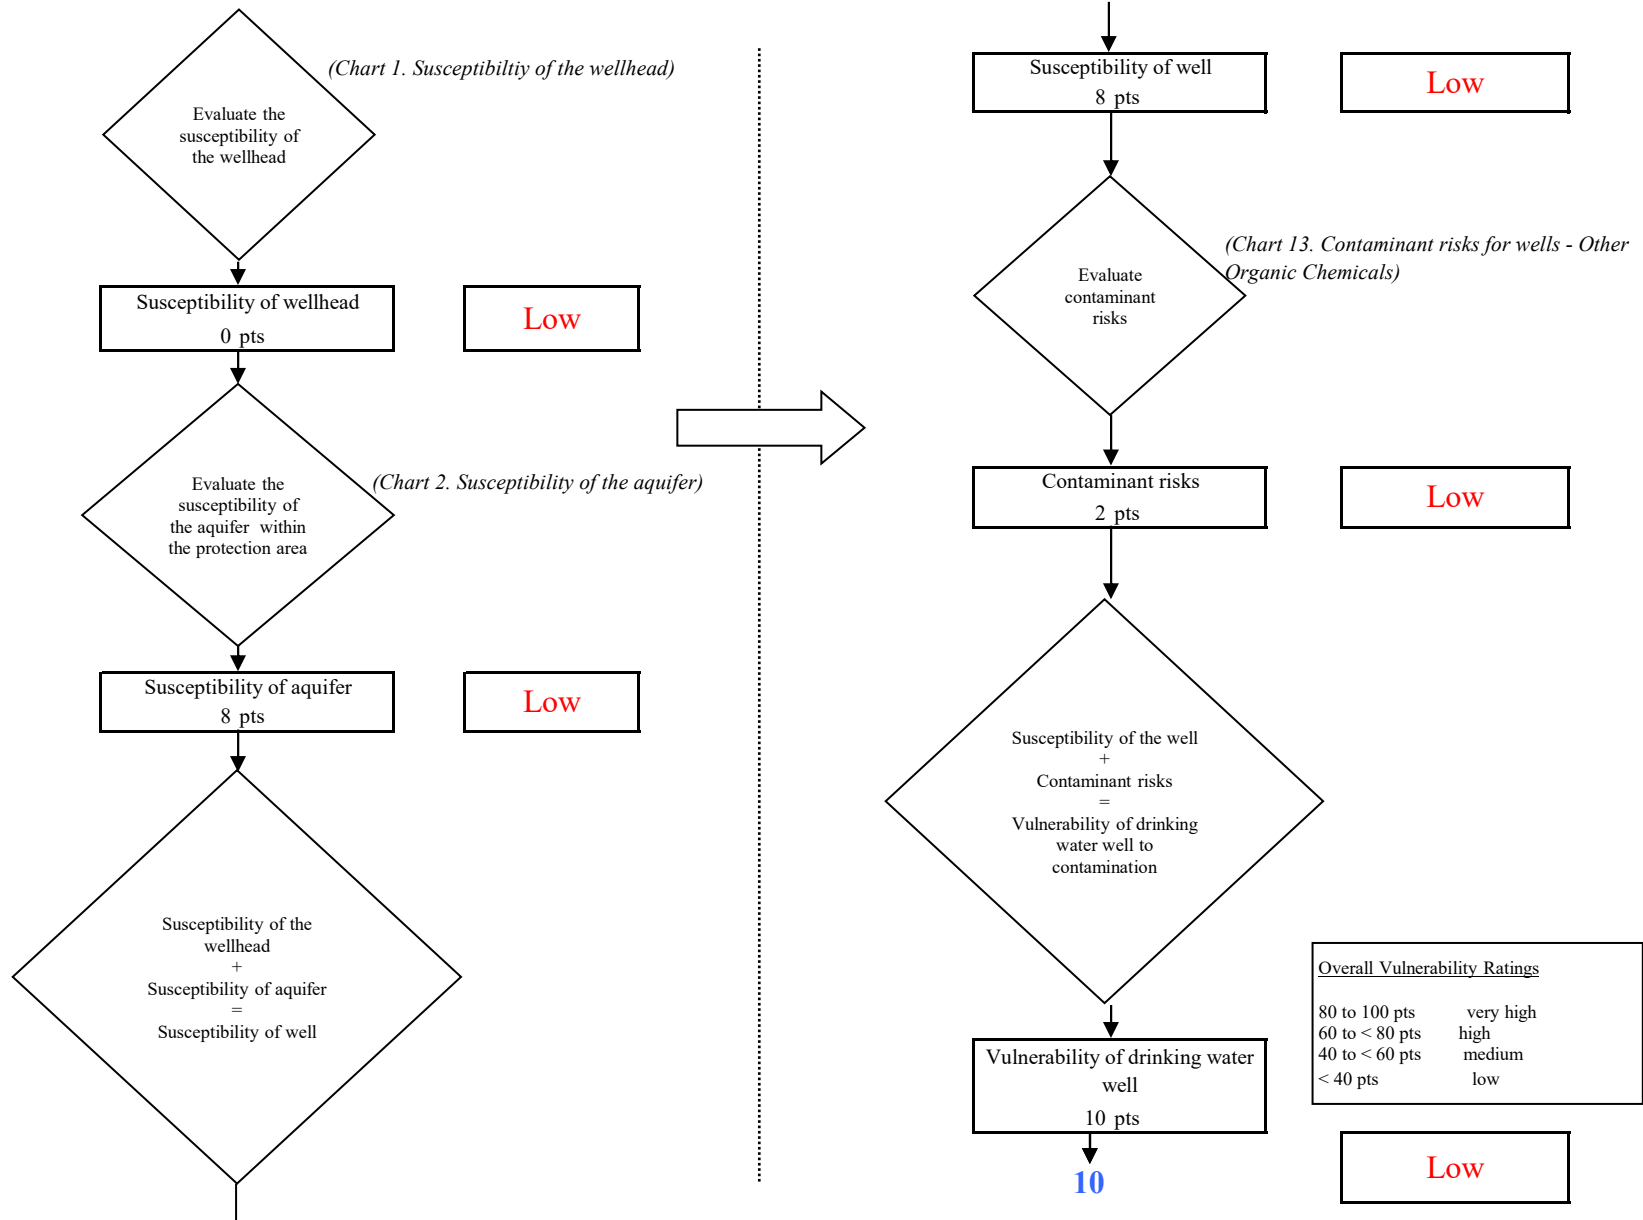 (Chart 1. Susceptibiltiy of the wellhead)
Evaluate the
susceptibility of
the wellhead
Susceptibility of wellhead
0 pts
Low
Evaluate the
susceptibility of
the aquifer within
the protection area
(Chart 2. Susceptibility of the aquifer)
Susceptibility of aquifer
8 pts
Low
Susceptibility of the
wellhead
+
Susceptibility of aquifer
=
Susceptibility of well
Susceptibility of well
8 pts
Low
(Chart 13. Contaminant risks for wells - Other
Organic Chemicals)
Evaluate
contaminant
risks
Contaminant risks
2 pts
Low
Susceptibility of the well
+
Contaminant risks
=
Vulnerability of drinking
water well to
contamination
Overall Vulnerability Ratings
80 to 100 pts very high
60 to < 80 pts high
40 to < 60 pts medium
< 40 pts low
Vulnerability of drinking water
well
10 pts
Low
10